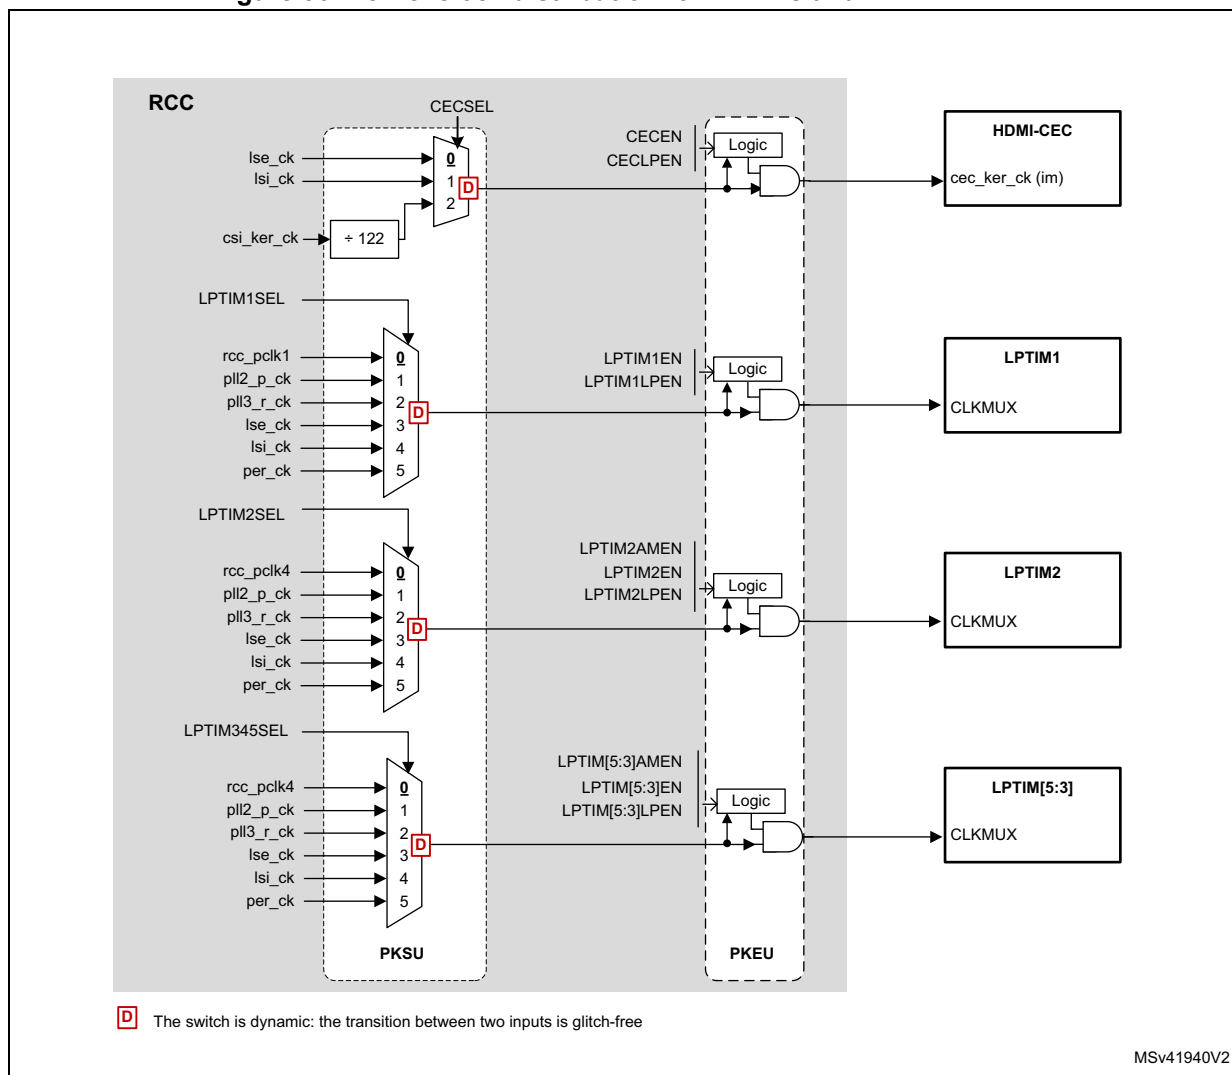 RCC
CECSEL
lse_ck
lsi_ck
csi_ker_ck
÷ 122
0
1
2
D
CECEN
CECLPEN
Logic
HDMI-CEC
cec_ker_ck (im)
LPTIM1SEL
rcc_pclk1
pll2_p_ck
pll3_r_ck
lse_ck
lsi_ck
per_ck
0
1
2
3
4
5
D
LPTIM1EN
LPTIM1LPEN
Logic
LPTIM1
CLKMUX
LPTIM2SEL
rcc_pclk4
pll2_p_ck
pll3_r_ck
lse_ck
lsi_ck
per_ck
0
1
2
3
4
5
D
LPTIM2AMEN
LPTIM2EN
LPTIM2LPEN
Logic
LPTIM2
CLKMUX
LPTIM345SEL
rcc_pclk4
pll2_p_ck
pll3_r_ck
lse_ck
lsi_ck
per_ck
0
1
2
3
4
5
D
LPTIM[5:3]AMEN
LPTIM[5:3]EN
LPTIM[5:3]LPEN
Logic
LPTIM[5:3]
CLKMUX
PKSU
PKEU
D The switch is dynamic: the transition between two inputs is glitch-free
MSv41940V2